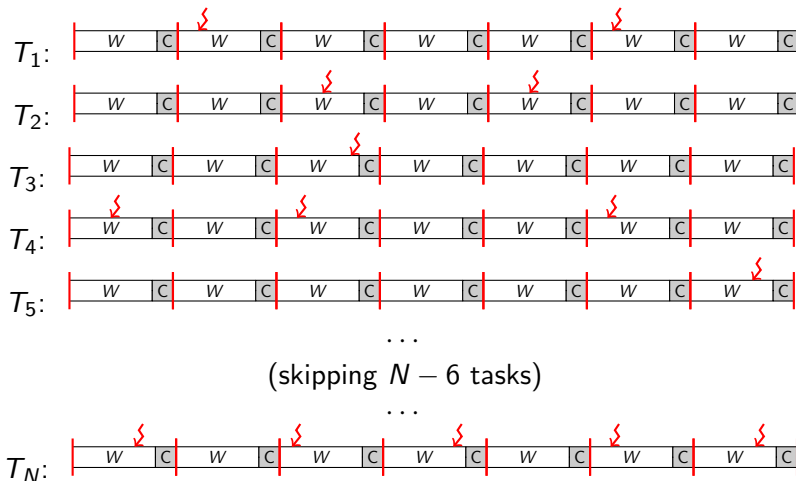 T1: W C W C W C W C W C W C W C
T2: W C W C W C W C W C W C W C
T3: W C W C W C W C W C W C W C
T4: W C W C W C W C W C W C W C
T5: W C W C W C W C W C W C W C
...
(skipping N − 6 tasks)
...
TN: W C W C W C W C W C W C W C